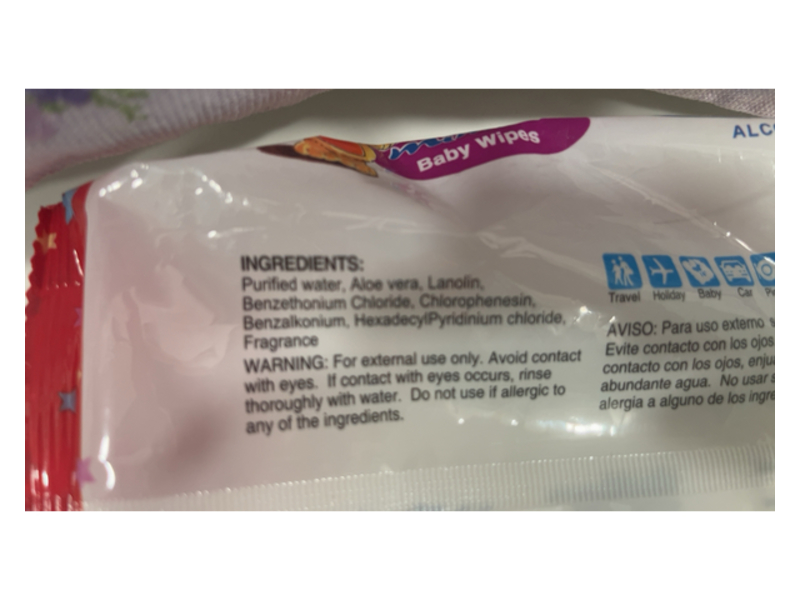 Baby Wipes
INGREDIENTS:
Purified water, Aloe vera, Lanolin,
Benzethonium Chloride, Chlorophenesin,
Benzalkonium, HexadecylPyridinium chloride,
Fragrance
WARNING: For external use only. Avoid contact
with eyes. If contact with eyes occurs, rinse
thoroughly with water. Do not use if allergic to
any of the ingredients.
Travel Holiday Baby Car
AVISO: Para uso externo
Evite contacto con los ojos
contacto con los ojos, enju
abundante agua. No usar
alergia a alguno de los ingre